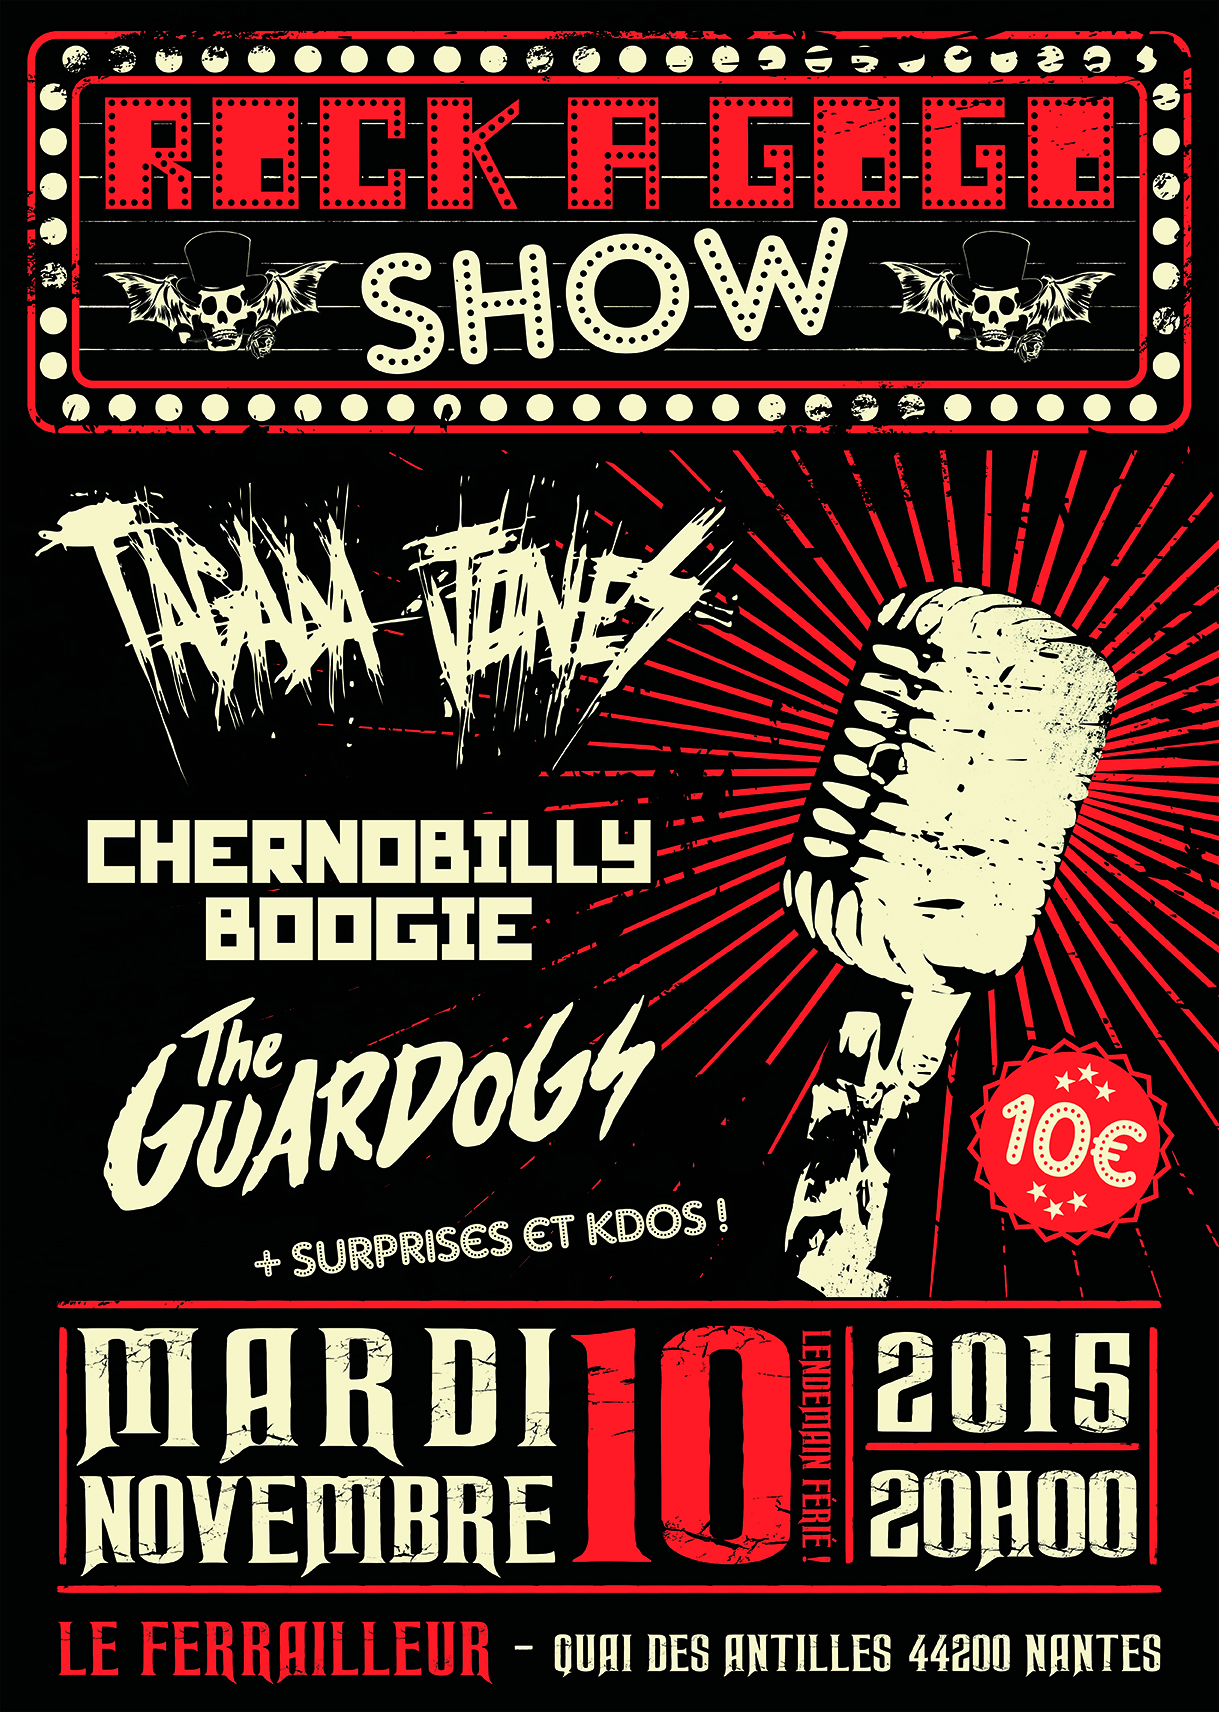 ROCK A GOGO
SHOW
TAGADA JONES
CHERNOBILLY
BOOGIE
The
GUARDOGS
+ SURPRISES ET KDOS !
10€
MARDI 10
NOVEMBRE
LENDEMAIN FÉRIÉ !
2015
20H00
LE FERRAILLEUR - QUAI DES ANTILLES 44200 NANTES